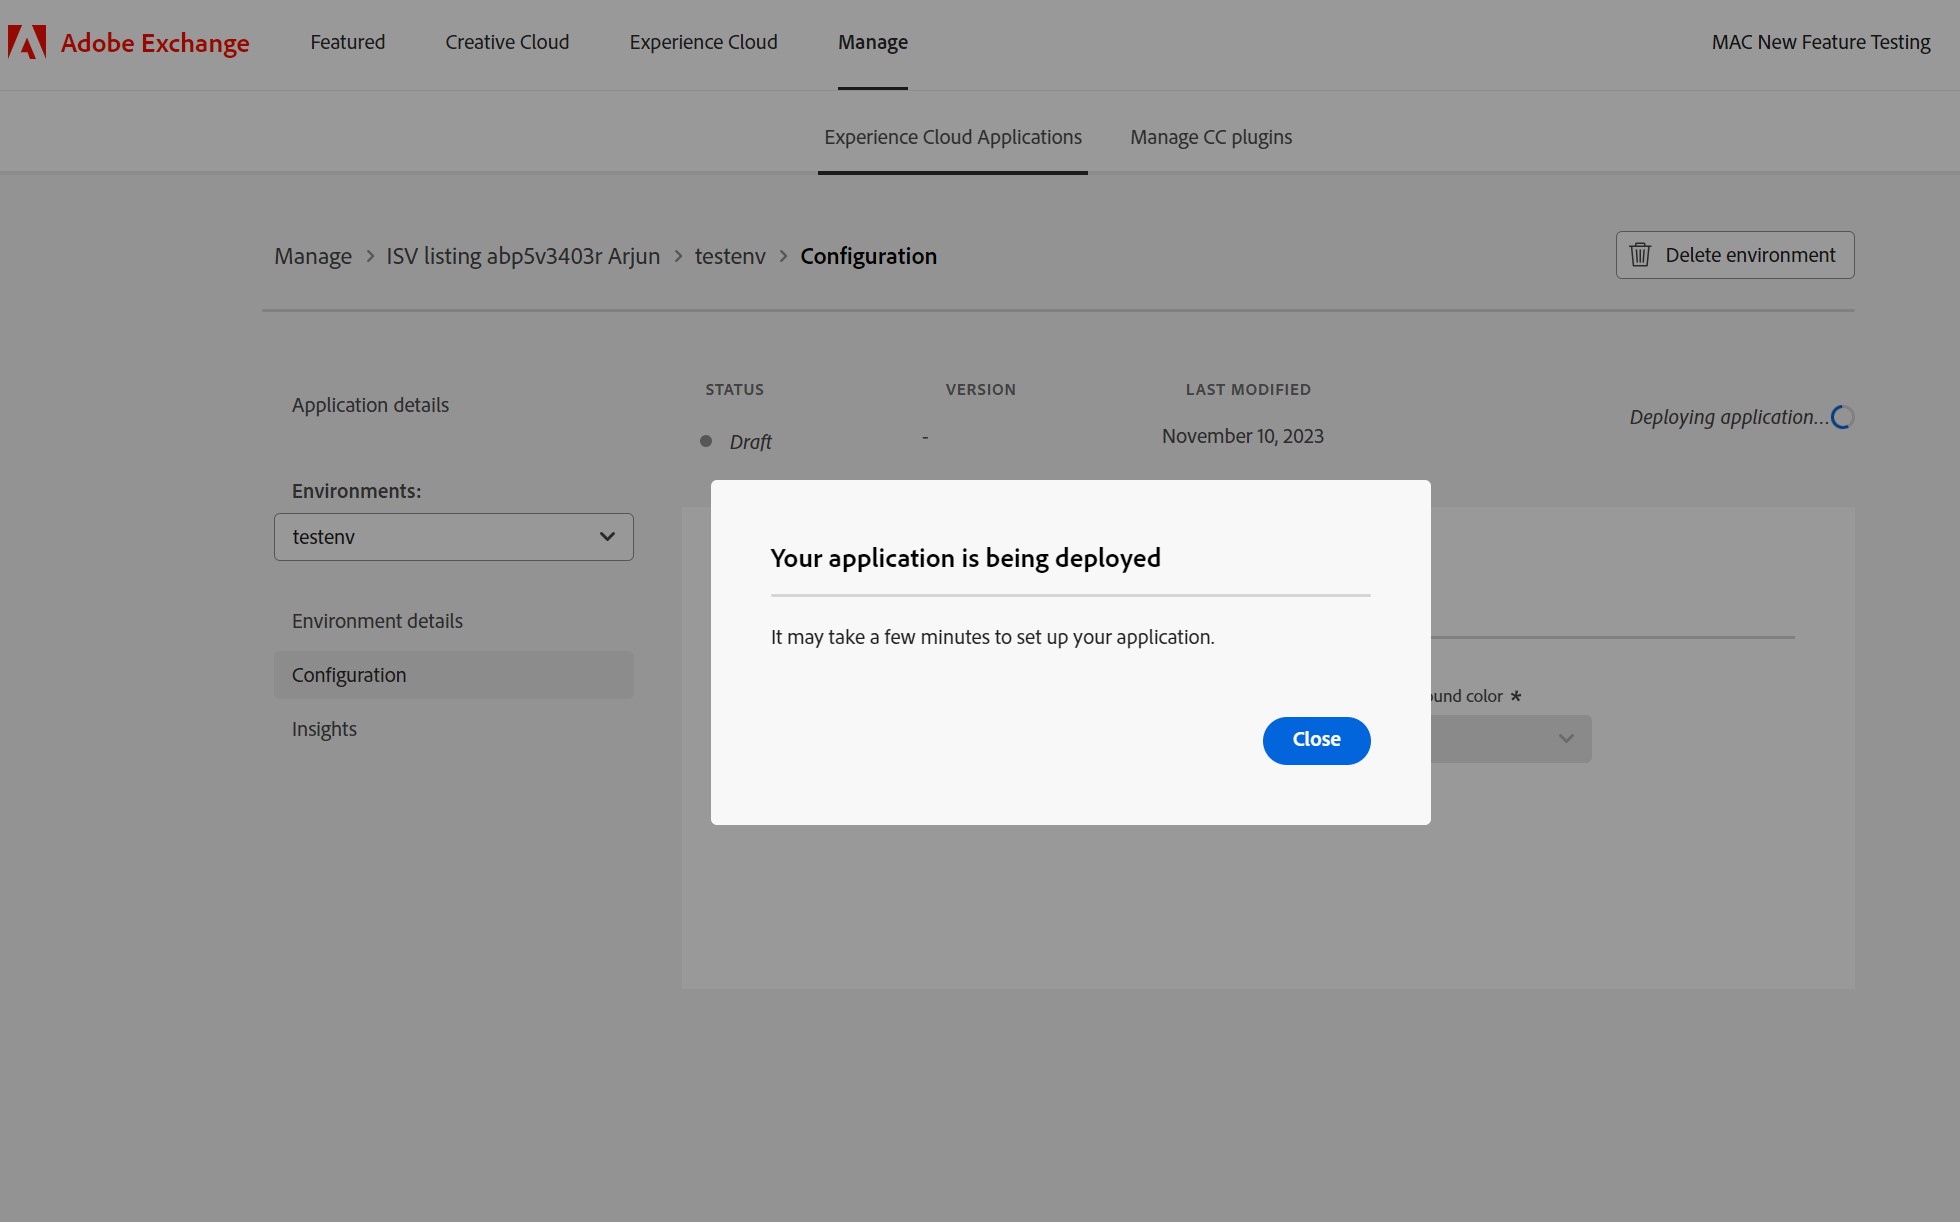 Adobe Exchange
Featured
Creative Cloud
Experience Cloud
Manage
MAC New Feature Testing
Experience Cloud Applications
Manage CC plugins
Manage > ISV listing abp5v3403r Arjun > testenv > Configuration
Delete environment
Application details
Environments:
testenv
Environment details
Configuration
Insights
STATUS
VERSION
LAST MODIFIED
Draft
-
November 10, 2023
Deploying application...
Your application is being deployed
It may take a few minutes to set up your application.
Close
color *